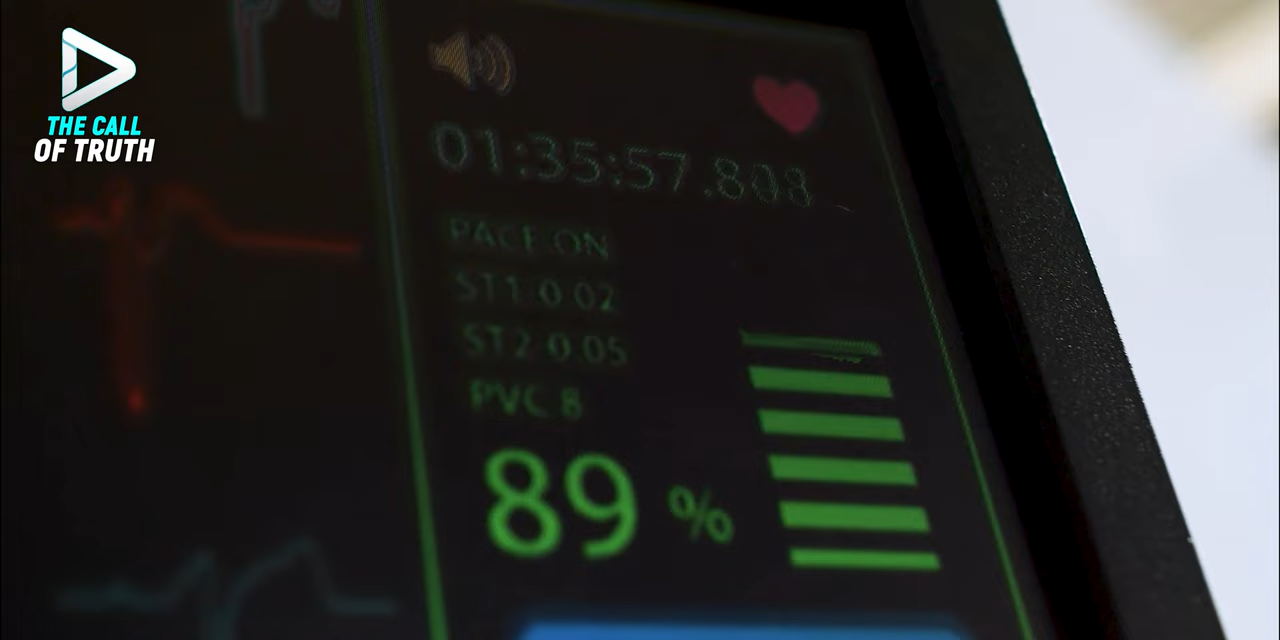 THE CALL
OF TRUTH
01:35:57.808
PACE ON
ST1 0.02
ST2 0.05
PVC 8
89 %